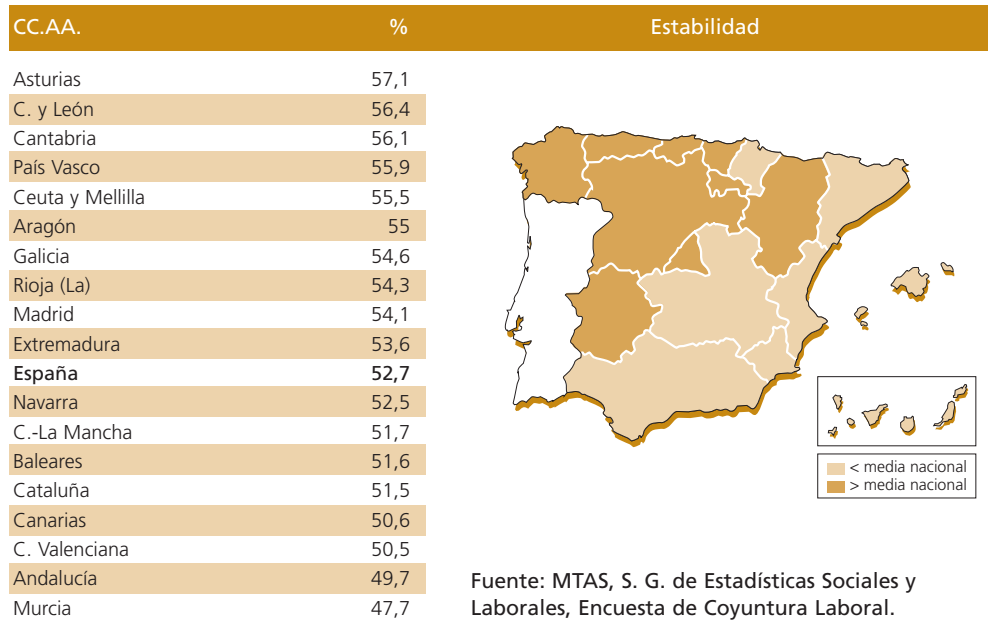 CC.AA. % Estabilidad
Asturias 57,1
C. y León 56,4
Cantabria 56,1
País Vasco 55,9
Ceuta y Mellilla 55,5
Aragón 55
Galicia 54,6
Rioja (La) 54,3
Madrid 54,1
Extremadura 53,6
España 52,7
Navarra 52,5
C.-La Mancha 51,7
Baleares 51,6
Cataluña 51,5
Canarias 50,6
C. Valenciana 50,5
Andalucía 49,7
Murcia 47,7
< media nacional
> media nacional
Fuente: MTAS, S. G. de Estadísticas Sociales y
Laborales, Encuesta de Coyuntura Laboral.